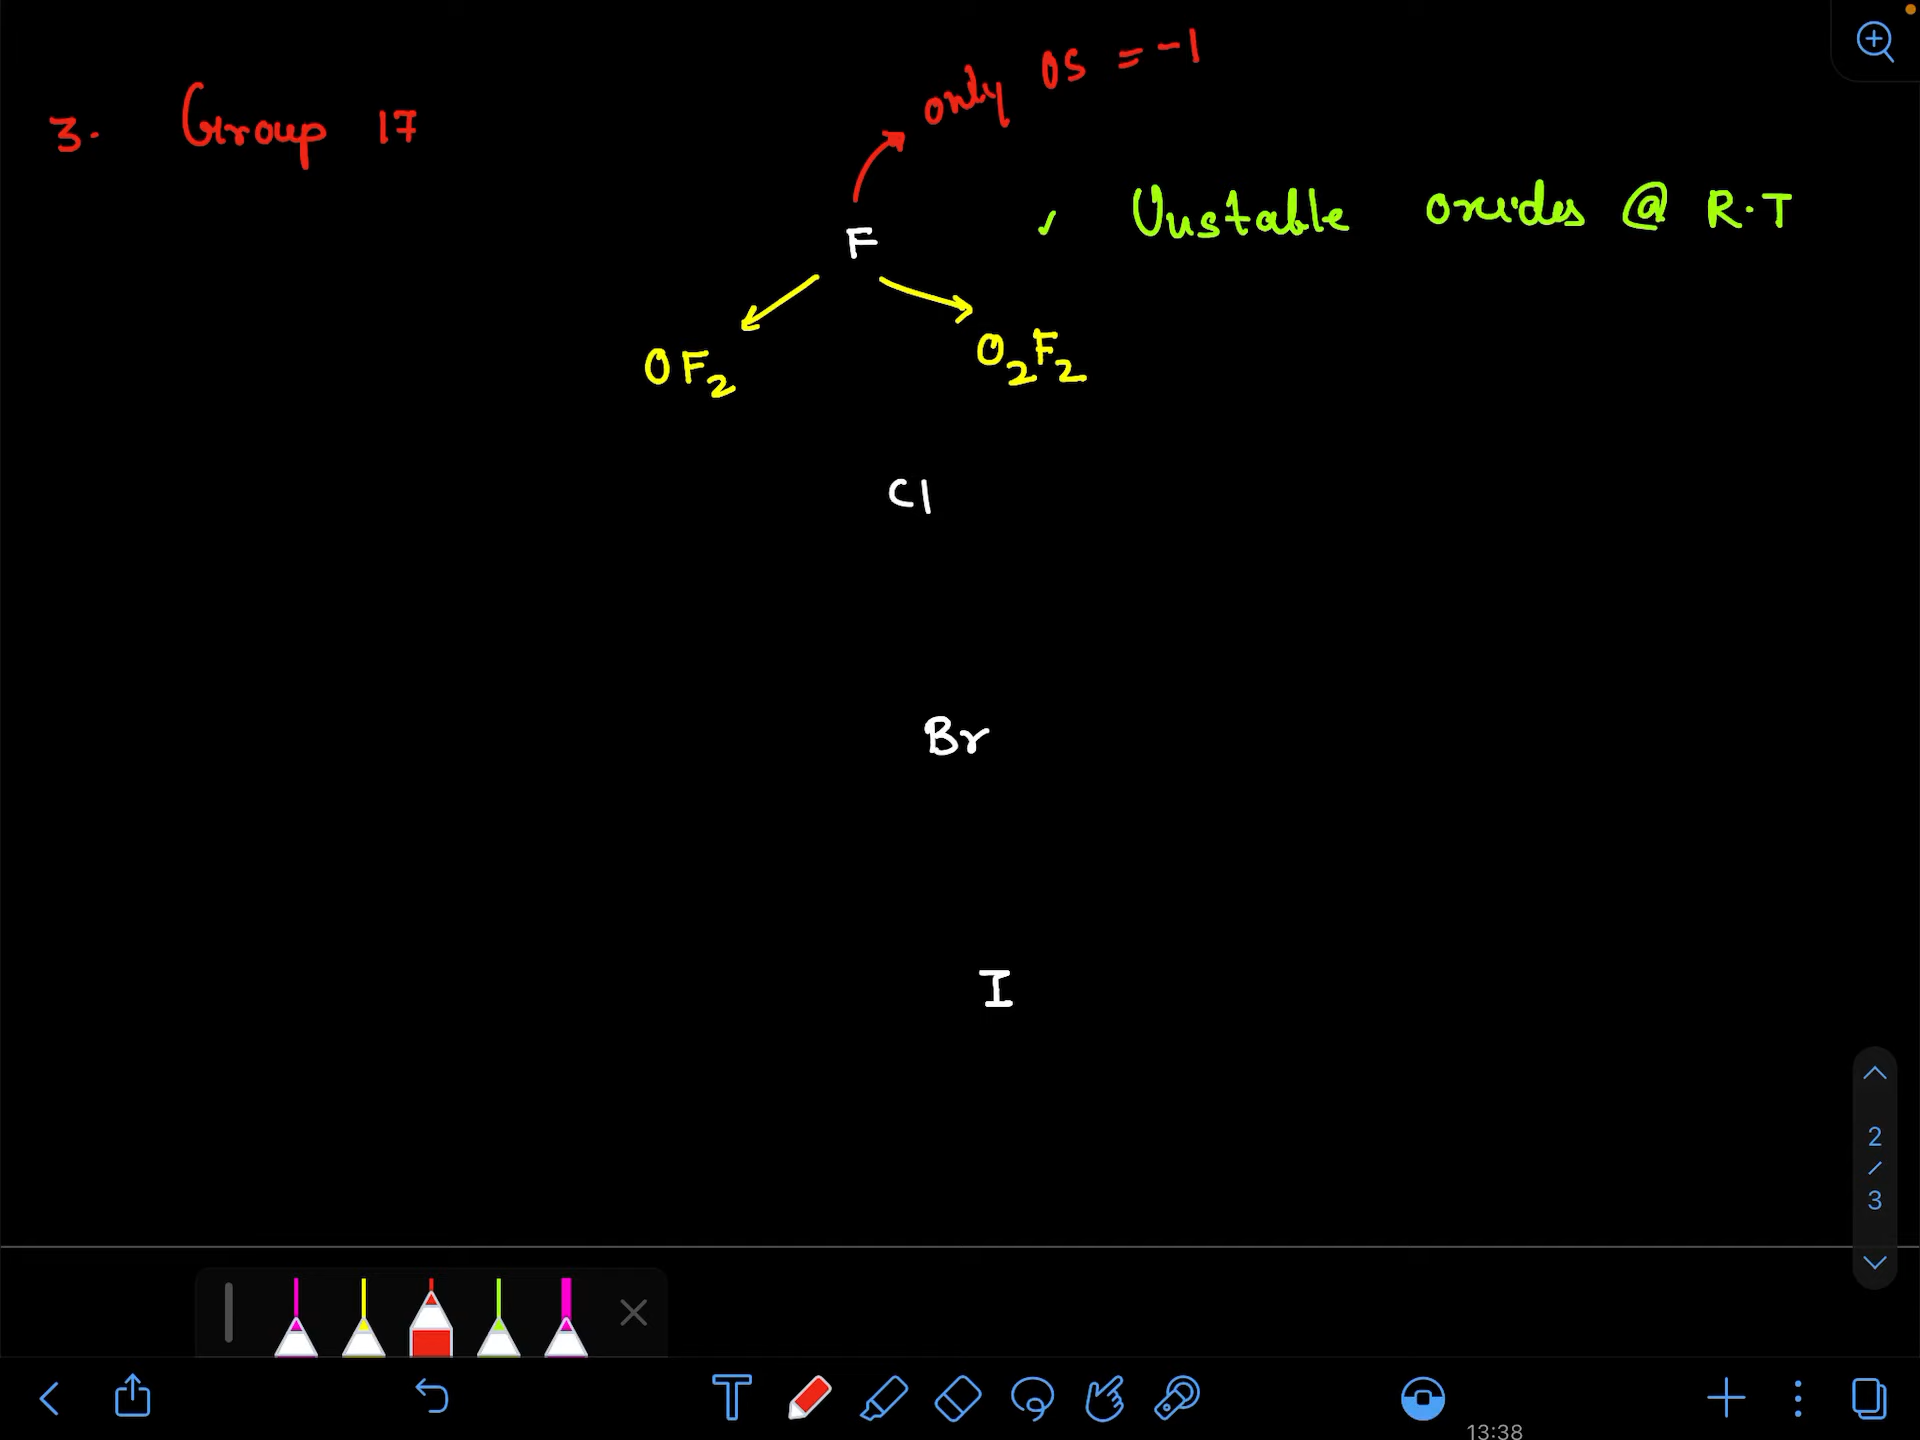 only OS = -1
3. Group 17
✓ Unstable oxides @ R.T
F
OF₂
O₂F₂
Cl
Br
I
2
/
3
T
13:38